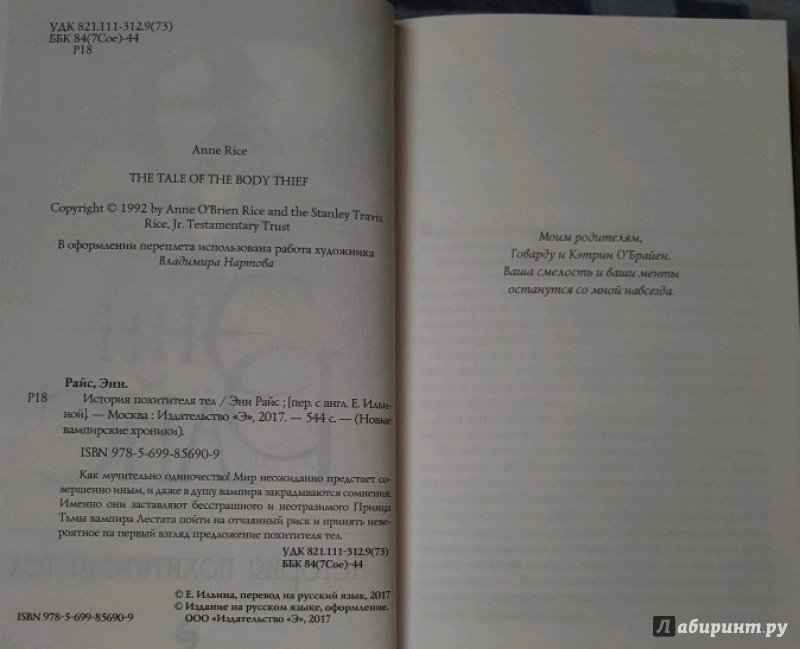 УДК 821.111-312.9(73)
ББК 84(7Сое)-44
Р18
Anne Rice
THE TALE OF THE BODY THIEF
Copyright © 1992 by Anne O'Brien Rice and the Stanley Travis
Rice, Jr. Testamentary Trust
В оформлении переплета использована работа художника
Владимира Нартова
Райс, Энн.
Р18 История похитителя тел / Энн Райс ; [пер. с англ. Е. Ильи-
ной]. — Москва : Издательство «Э», 2017. — 544 с. — (Новые
вампирские хроники).
ISBN 978-5-699-85690-9
Как мучительно одиночество! Мир неожиданно предстает со-
вершенно иным, и даже в душу вампира закрадываются сомнения.
Именно они заставляют бесстрашного и неотразимого Принца
Тьмы вампира Лестата пойти на отчаянный риск и принять неве-
роятное на первый взгляд предложение похитителя тел.
УДК 821.111-312.9(73)
ББК 84(7Сое)-44
© Е. Ильина, перевод на русский язык, 2017
© Издание на русском языке, оформление.
ООО «Издательство «Э», 2017
ISBN 978-5-699-85690-9
Моим родителям,
Говарду и Кэтрин О'Брайен.
Ваша смелость и ваши мечты
останутся со мной навсегда.
Лабиринт.ру